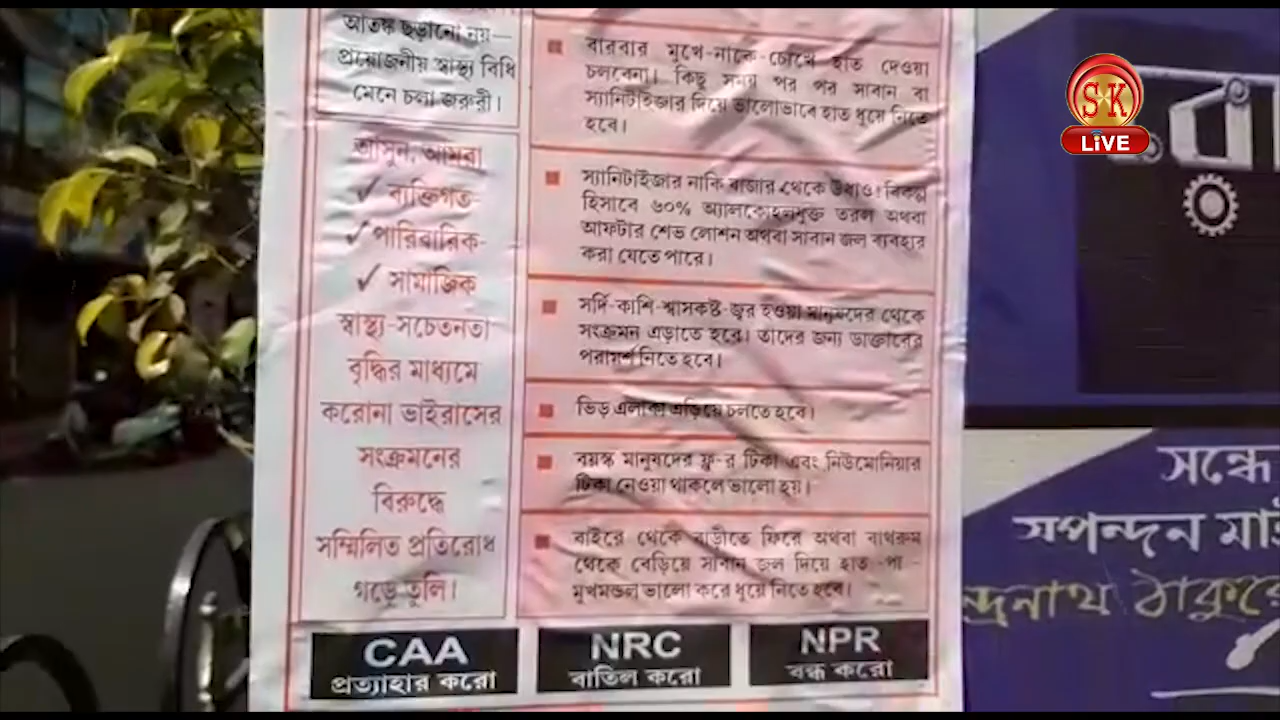 আতঙ্ক ছড়ানো নয়—
প্রয়োজনীয় স্বাস্থ্য বিধি
মেনে চলা জরুরী।
আসুন, আমরা
✓ ব্যক্তিগত-
✓ পারিবারিক-
✓ সামাজিক
স্বাস্থ্য-সচেতনতা
বৃদ্ধির মাধ্যমে
করোনা ভাইরাসের
সংক্রমনের
বিরুদ্ধে
সম্মিলিত প্রতিরোধ
গড়ে তুলি।
বারবার মুখে-নাকে-চোখে হাত দেওয়া
চলবেনা। কিছু সময় পর পর সাবান বা
স্যানিটাইজার দিয়ে ভালোভাবে হাত ধুয়ে নিতে
হবে।
স্যানিটাইজার নাকি বাজার থেকে উধাও! বিকল্প
হিসাবে ৬০% অ্যালকোহলযুক্ত তরল অথবা
আফটার শেভ লোশন অথবা সাবান জল ব্যবহার
করা যেতে পারে।
সর্দি-কাশি-শ্বাসকষ্ট-জ্বর হওয়া মানুষদের থেকে
সংক্রমন এড়াতে হবে। তাদের জন্য ডাক্তারের
পরামর্শ নিতে হবে।
ভিড় এলাকা এড়িয়ে চলতে হবে।
বয়স্ক মানুষদের ফ্লু-র টিকা এবং নিউমোনিয়ার
টিকা নেওয়া থাকলে ভালো হয়।
বাইরে থেকে বাড়ীতে ফিরে অথবা বাথরুম
থেকে বেড়িয়ে সাবান জল দিয়ে হাত -পা -
মুখমন্ডল ভালো করে ধুয়ে নিতে হবে।
CAA
প্রত্যাহার করো
NRC
বাতিল করো
NPR
বন্ধ করো
SK
LiVE
সন্ধে
স্পন্দন
ঠাকুরে